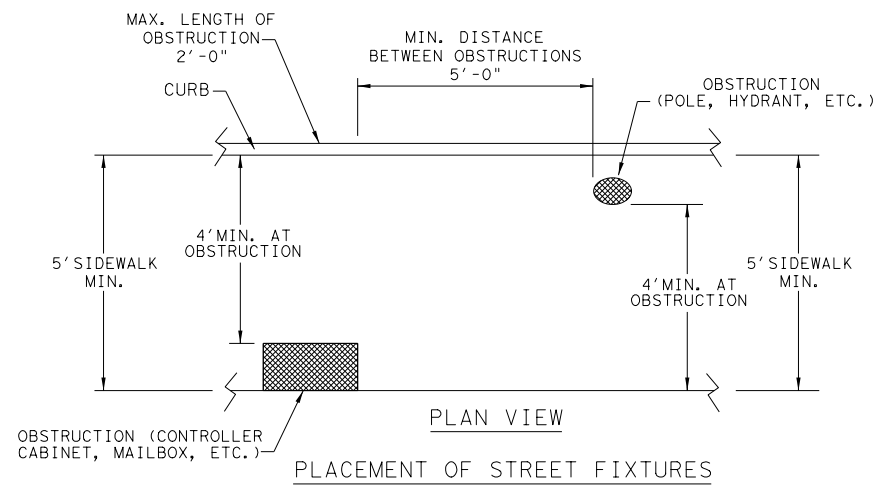 MAX. LENGTH OF
OBSTRUCTION
2'-0"
CURB
MIN. DISTANCE
BETWEEN OBSTRUCTIONS
5'-0"
OBSTRUCTION
(POLE, HYDRANT, ETC.)
4'MIN. AT
OBSTRUCTION
5'SIDEWALK
MIN.
4'MIN. AT
OBSTRUCTION
5'SIDEWALK
MIN.
OBSTRUCTION (CONTROLLER
CABINET, MAILBOX, ETC.)
PLAN VIEW
PLACEMENT OF STREET FIXTURES